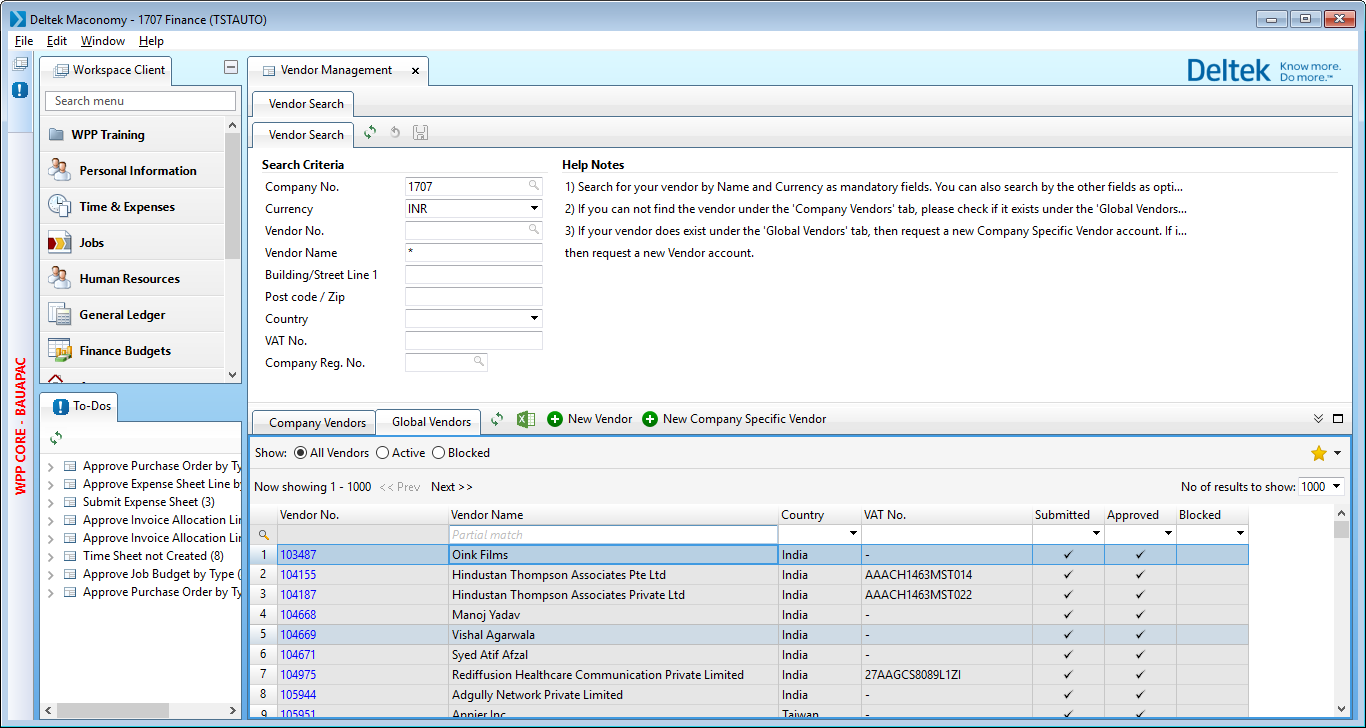 Deltek Maconomy - 1707 Finance (TSTAUTO)
File Edit Window Help
Workspace Client
Vendor Management
Deltek Know more.
Do more.™
Search menu
WPP Training
Personal Information
Time & Expenses
Jobs
Human Resources
General Ledger
Finance Budgets
WPP CORE - BAUAPAC
To-Dos
Approve Purchase Order by Ty
Approve Expense Sheet Line by
Submit Expense Sheet (3)
Approve Invoice Allocation Lin
Approve Invoice Allocation Lin
Time Sheet not Created (8)
Approve Job Budget by Type (
Approve Purchase Order by Ty
Vendor Search
Vendor Search
Search Criteria
Company No. 1707
Currency INR
Vendor No.
Vendor Name *
Building/Street Line 1
Post code / Zip
Country
VAT No.
Company Reg. No.
Help Notes
1) Search for your vendor by Name and Currency as mandatory fields. You can also search by the other fields as opti...
2) If you can not find the vendor under the 'Company Vendors' tab, please check if it exists under the 'Global Vendors...
3) If your vendor does exist under the 'Global Vendors' tab, then request a new Company Specific Vendor account. If i...
then request a new Vendor account.
Company Vendors Global Vendors New Vendor New Company Specific Vendor
Show: All Vendors Active Blocked
Now showing 1 - 1000 << Prev Next >> No of results to show: 1000
Vendor No. Vendor Name Country VAT No. Submitted Approved Blocked
Partial match
1 103487 Oink Films India - ✓ ✓
2 104155 Hindustan Thompson Associates Pte Ltd India AAACH1463MST014 ✓ ✓
3 104187 Hindustan Thompson Associates Private Ltd India AAACH1463MST022 ✓ ✓
4 104668 Manoj Yadav India - ✓ ✓
5 104669 Vishal Agarwala India - ✓ ✓
6 104671 Syed Atif Afzal India - ✓ ✓
7 104975 Rediffusion Healthcare Communication Private Limited India 27AAGCS8089L1ZI ✓ ✓
8 105944 Adgully Network Private Limited India - ✓ ✓
9 105951 Appier Inc Taiwan - ✓ ✓